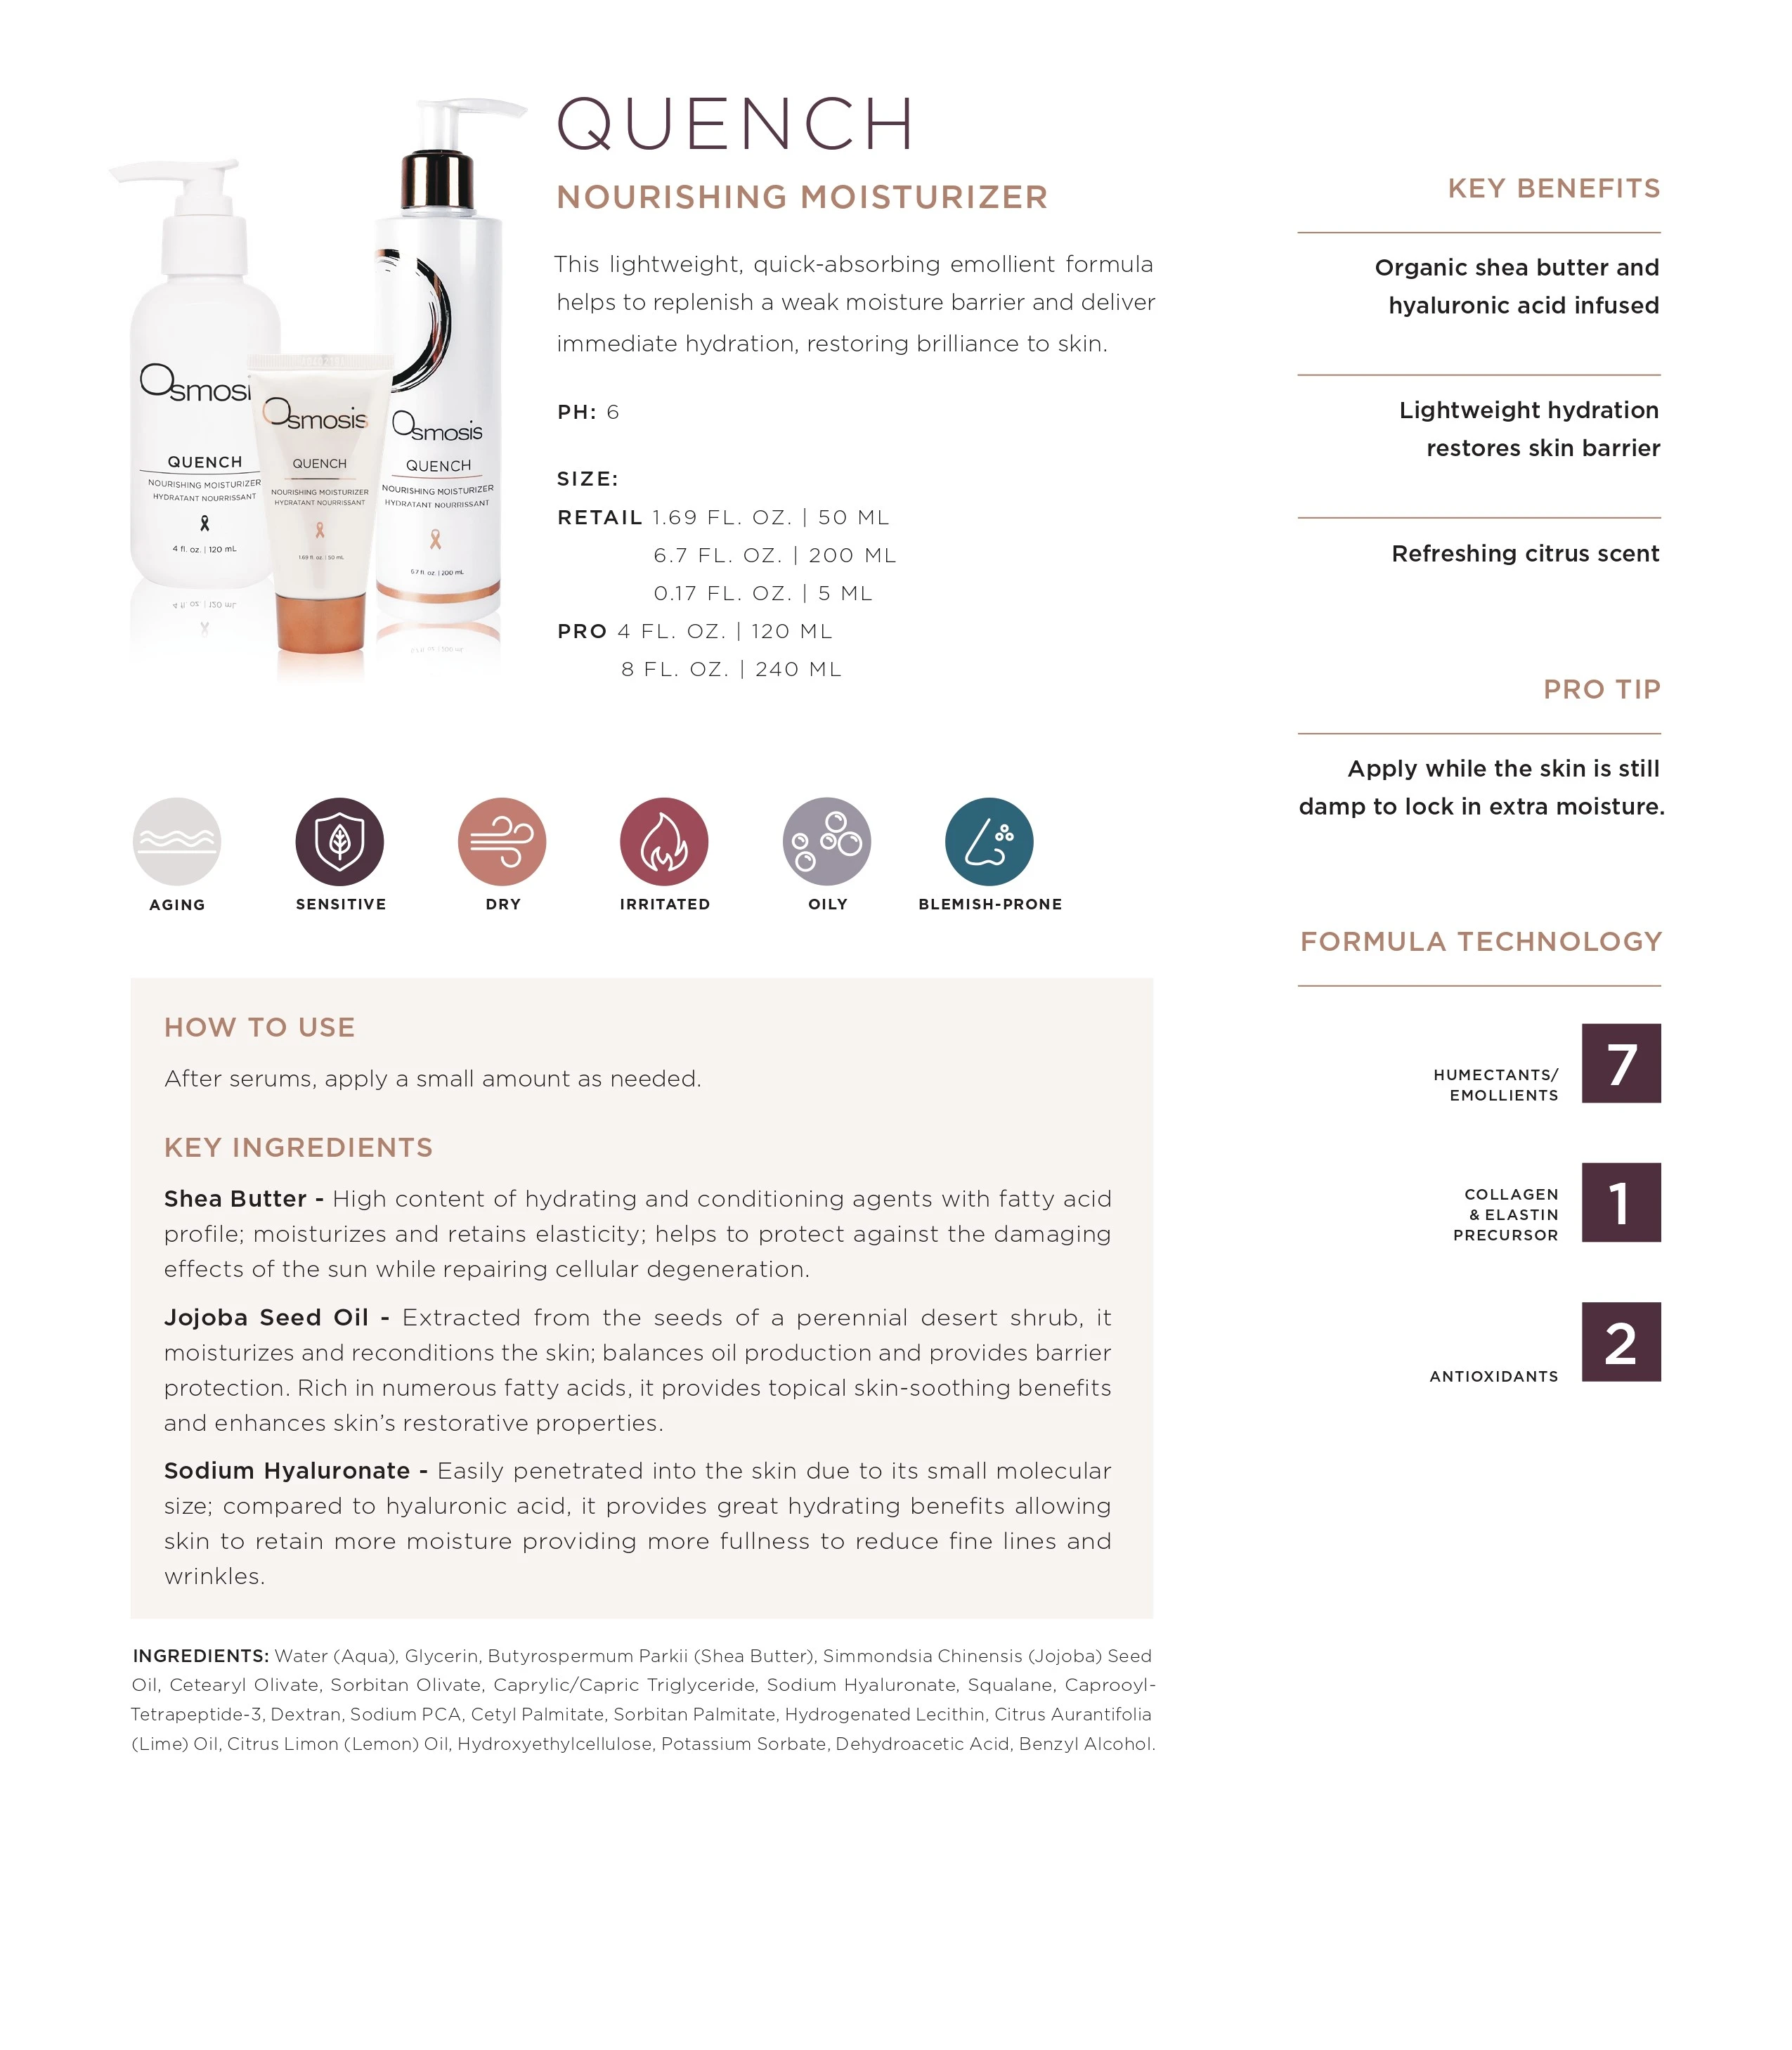 QUENCH
NOURISHING MOISTURIZER
This lightweight, quick-absorbing emollient formula
helps to replenish a weak moisture barrier and deliver
immediate hydration, restoring brilliance to skin.
PH: 6
SIZE:
RETAIL 1.69 FL. OZ. | 50 ML
6.7 FL. OZ. | 200 ML
0.17 FL. OZ. | 5 ML
PRO 4 FL. OZ. | 120 ML
8 FL. OZ. | 240 ML
Osmosi
QUENCH
NOURISHING MOISTURIZER
HYDRATANT NOURRISSANT
4 fl. oz. | 120 mL
Osmosis
QUENCH
NOURISHING MOISTURIZER
HYDRATANT NOURRISSANT
1.69 fl. oz. | 50 mL
Osmosis
QUENCH
NOURISHING MOISTURIZER
HYDRATANT NOURRISSANT
6.7 fl. oz. | 200 mL
AGING
SENSITIVE
DRY
IRRITATED
OILY
BLEMISH-PRONE
HOW TO USE
After serums, apply a small amount as needed.
KEY INGREDIENTS
Shea Butter - High content of hydrating and conditioning agents with fatty acid
profile; moisturizes and retains elasticity; helps to protect against the damaging
effects of the sun while repairing cellular degeneration.
Jojoba Seed Oil - Extracted from the seeds of a perennial desert shrub, it
moisturizes and reconditions the skin; balances oil production and provides barrier
protection. Rich in numerous fatty acids, it provides topical skin-soothing benefits
and enhances skin's restorative properties.
Sodium Hyaluronate - Easily penetrated into the skin due to its small molecular
size; compared to hyaluronic acid, it provides great hydrating benefits allowing
skin to retain more moisture providing more fullness to reduce fine lines and
wrinkles.
INGREDIENTS: Water (Aqua), Glycerin, Butyrospermum Parkii (Shea Butter), Simmondsia Chinensis (Jojoba) Seed
Oil, Cetearyl Olivate, Sorbitan Olivate, Caprylic/Capric Triglyceride, Sodium Hyaluronate, Squalane, Caprooyl-
Tetrapeptide-3, Dextran, Sodium PCA, Cetyl Palmitate, Sorbitan Palmitate, Hydrogenated Lecithin, Citrus Aurantifolia
(Lime) Oil, Citrus Limon (Lemon) Oil, Hydroxyethylcellulose, Potassium Sorbate, Dehydroacetic Acid, Benzyl Alcohol.
KEY BENEFITS
Organic shea butter and
hyaluronic acid infused
Lightweight hydration
restores skin barrier
Refreshing citrus scent
PRO TIP
Apply while the skin is still
damp to lock in extra moisture.
FORMULA TECHNOLOGY
HUMECTANTS/
EMOLLIENTS
7
COLLAGEN
& ELASTIN
PRECURSOR
1
ANTIOXIDANTS
2